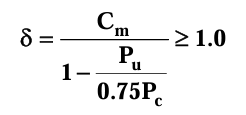 δ = C_m / (1 − P_u / 0.75P_c) ≥ 1.0